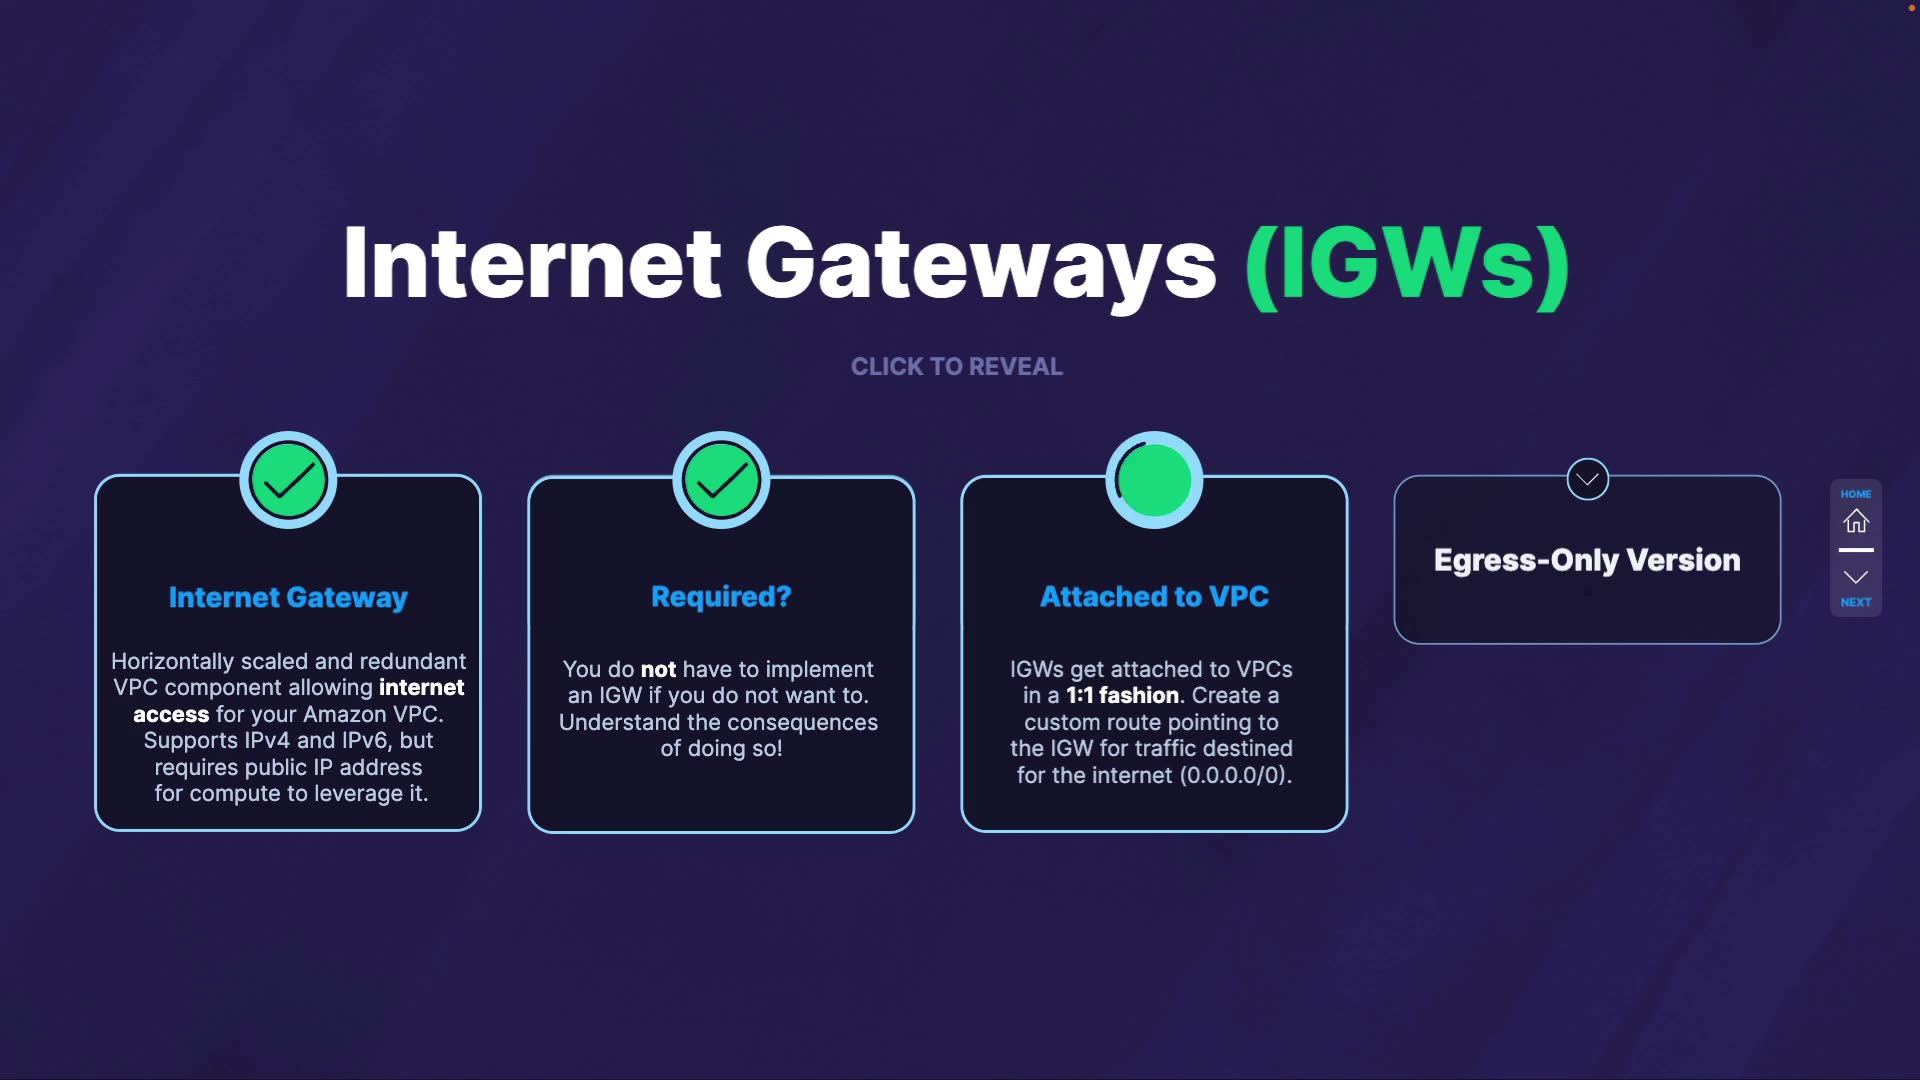 Internet Gateways (IGWs)
CLICK TO REVEAL
Internet Gateway
Horizontally scaled and redundant
VPC component allowing internet
access for your Amazon VPC.
Supports IPv4 and IPv6, but
requires public IP address
for compute to leverage it.
Required?
You do not have to implement
an IGW if you do not want to.
Understand the consequences
of doing so!
Attached to VPC
IGWs get attached to VPCs
in a 1:1 fashion. Create a
custom route pointing to
the IGW for traffic destined
for the internet (0.0.0.0/0).
Egress-Only Version
HOME
NEXT